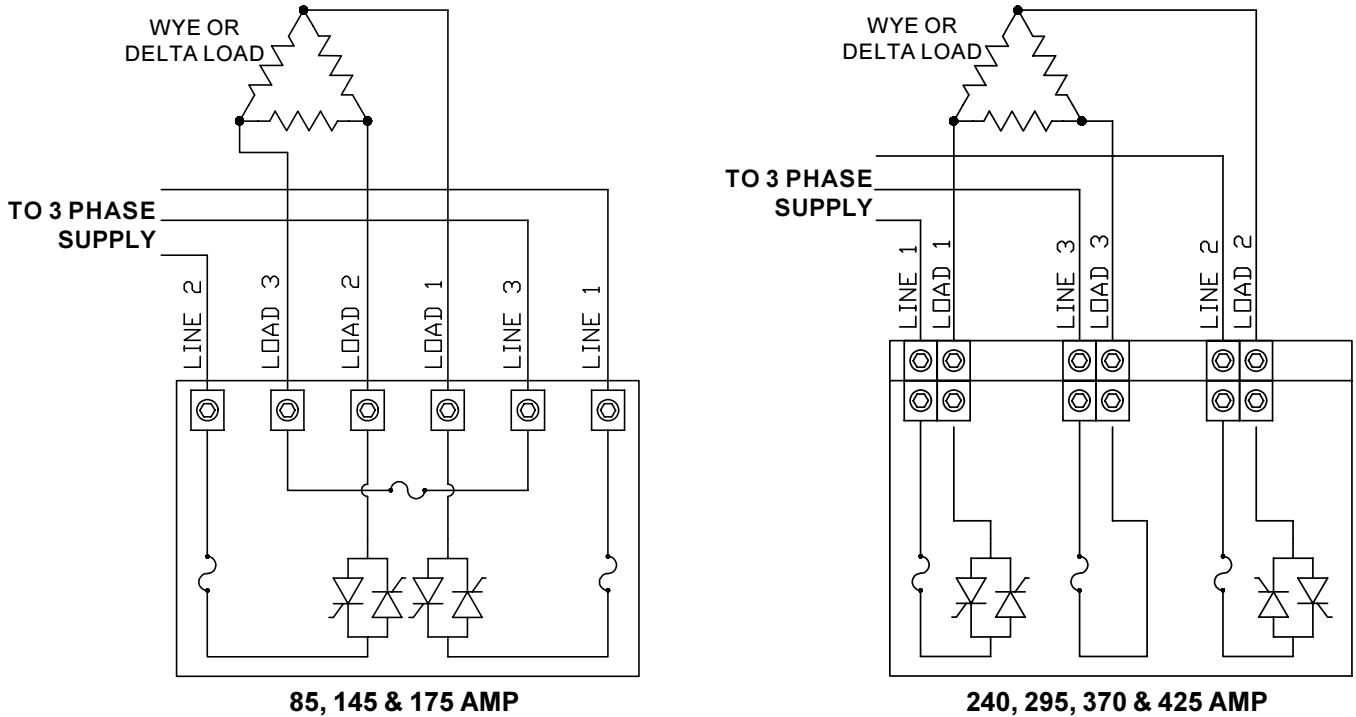 WYE OR
DELTA LOAD
TO 3 PHASE
SUPPLY
LINE 2
LOAD 3
LOAD 2
LOAD 1
LINE 3
LINE 1
85, 145 & 175 AMP
WYE OR
DELTA LOAD
TO 3 PHASE
SUPPLY
LINE 1
LOAD 1
LINE 3
LOAD 3
LINE 2
LOAD 2
240, 295, 370 & 425 AMP